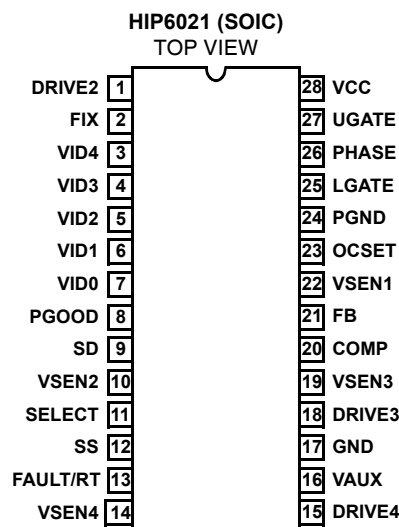 HIP6021 (SOIC)
TOP VIEW
DRIVE2 1 28 VCC
FIX 2 27 UGATE
VID4 3 26 PHASE
VID3 4 25 LGATE
VID2 5 24 PGND
VID1 6 23 OCSET
VID0 7 22 VSEN1
PGOOD 8 21 FB
SD 9 20 COMP
VSEN2 10 19 VSEN3
SELECT 11 18 DRIVE3
SS 12 17 GND
FAULT/RT 13 16 VAUX
VSEN4 14 15 DRIVE4